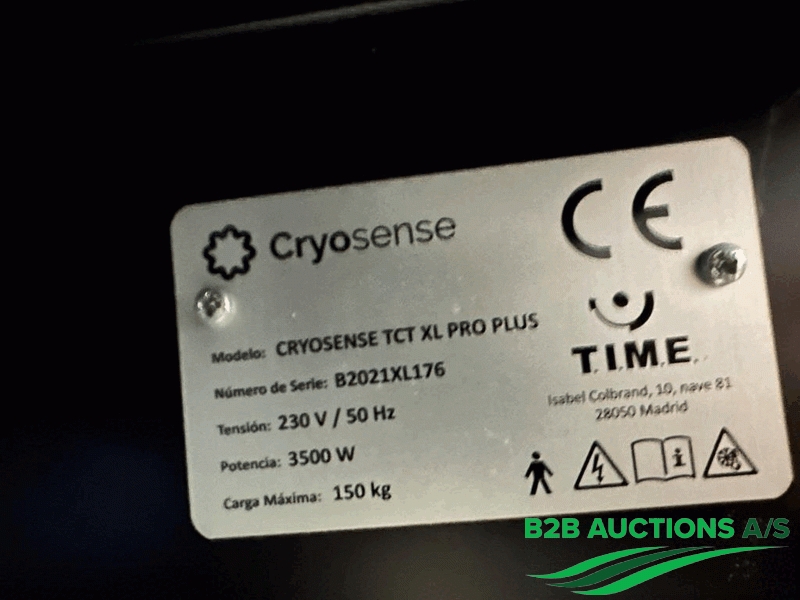 Cryosense
CE
Modelo: CRYOSENSE TCT XL PRO PLUS
Número de Serie: B2021XL176
Tensión: 230 V / 50 Hz
Potencia: 3500 W
Carga Máxima: 150 kg
T.I.M.E.
Isabel Colbrand, 10, nave 81
28050 Madrid
i
B2B AUCTIONS A/S